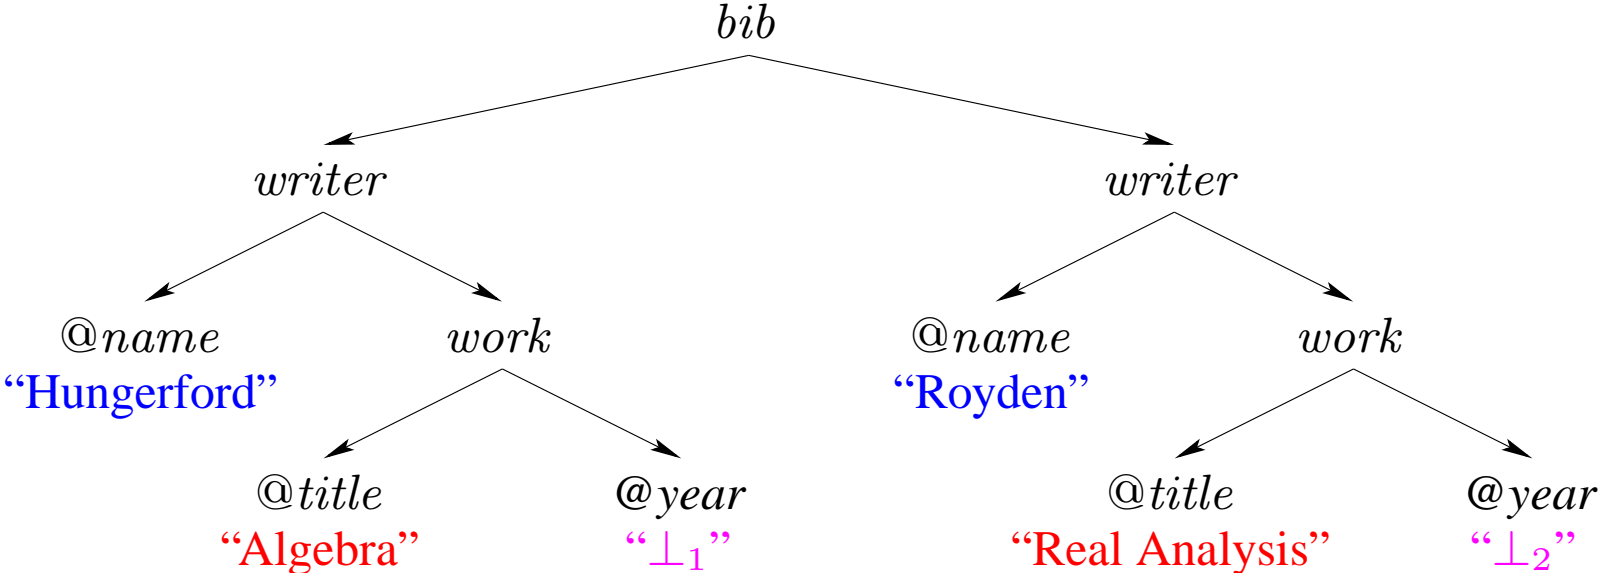 bib
writer writer
@name work @name work
“Hungerford” “Royden”
@title @year @title @year
“Algebra” “⊥₁” “Real Analysis” “⊥₂”